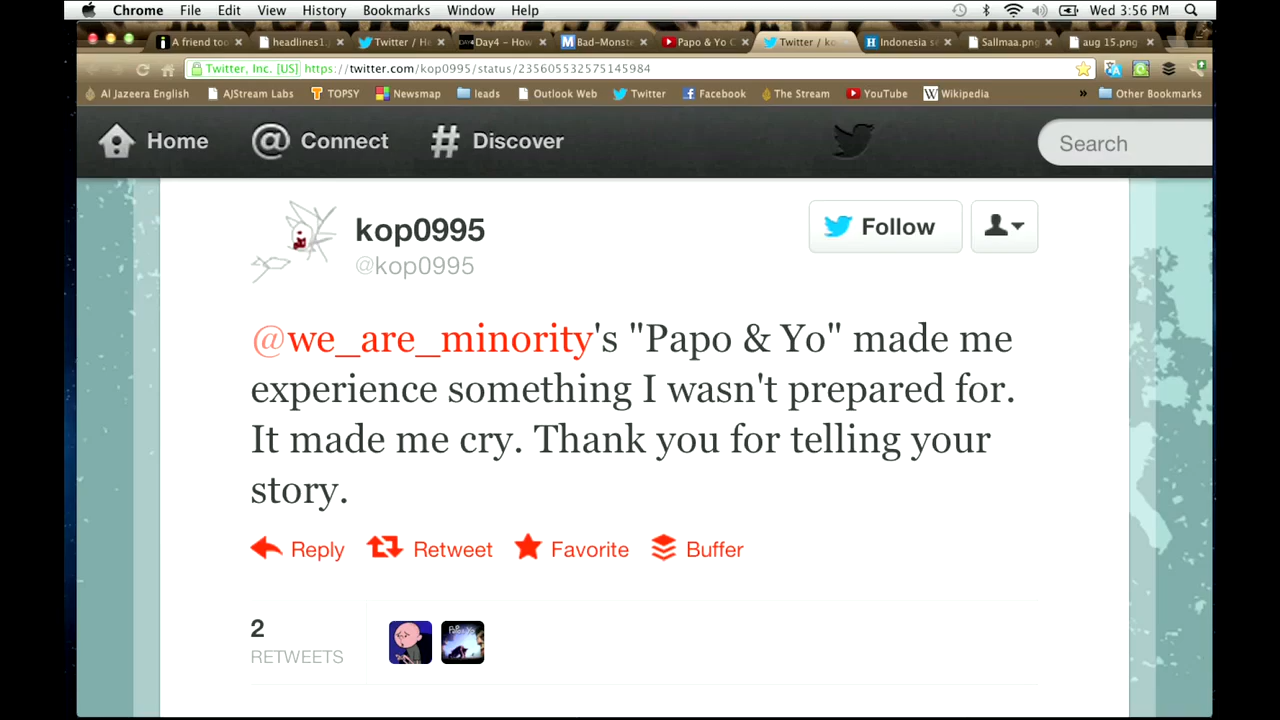 Chrome File Edit View History Bookmarks Window Help Wed 3:56 PM
A friend too headlines1. Twitter / He Day4 - How Bad-Monst Papo & Yo C Twitter / ko Indonesia se Sallmaa.png aug 15.png
Twitter, Inc. [US] https://twitter.com/kop0995/status/235605532575145984
Al Jazeera English AJStream Labs TOPSY Newsmap leads Outlook Web Twitter Facebook The Stream YouTube Wikipedia » Other Bookmarks
Home @ Connect # Discover Search
kop0995 Follow
@kop0995
@we_are_minority's "Papo & Yo" made me
experience something I wasn't prepared for.
It made me cry. Thank you for telling your
story.
Reply Retweet Favorite Buffer
2
RETWEETS